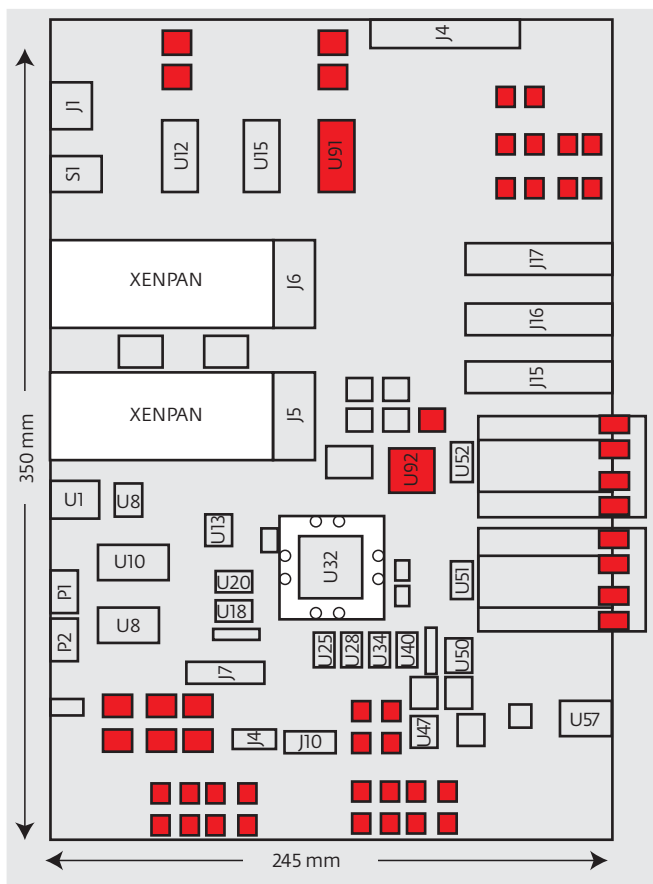 J4
J1
U12
U15
U91
S1
XENPAN
J6
J17
J16
J15
XENPAN
J5
350 mm
U52
U92
U1
U8
U13
U10
U32
U20
U51
P1
U18
U8
P2
U25
U28
U34
U40
U50
J7
U57
J4
J10
U47
245 mm